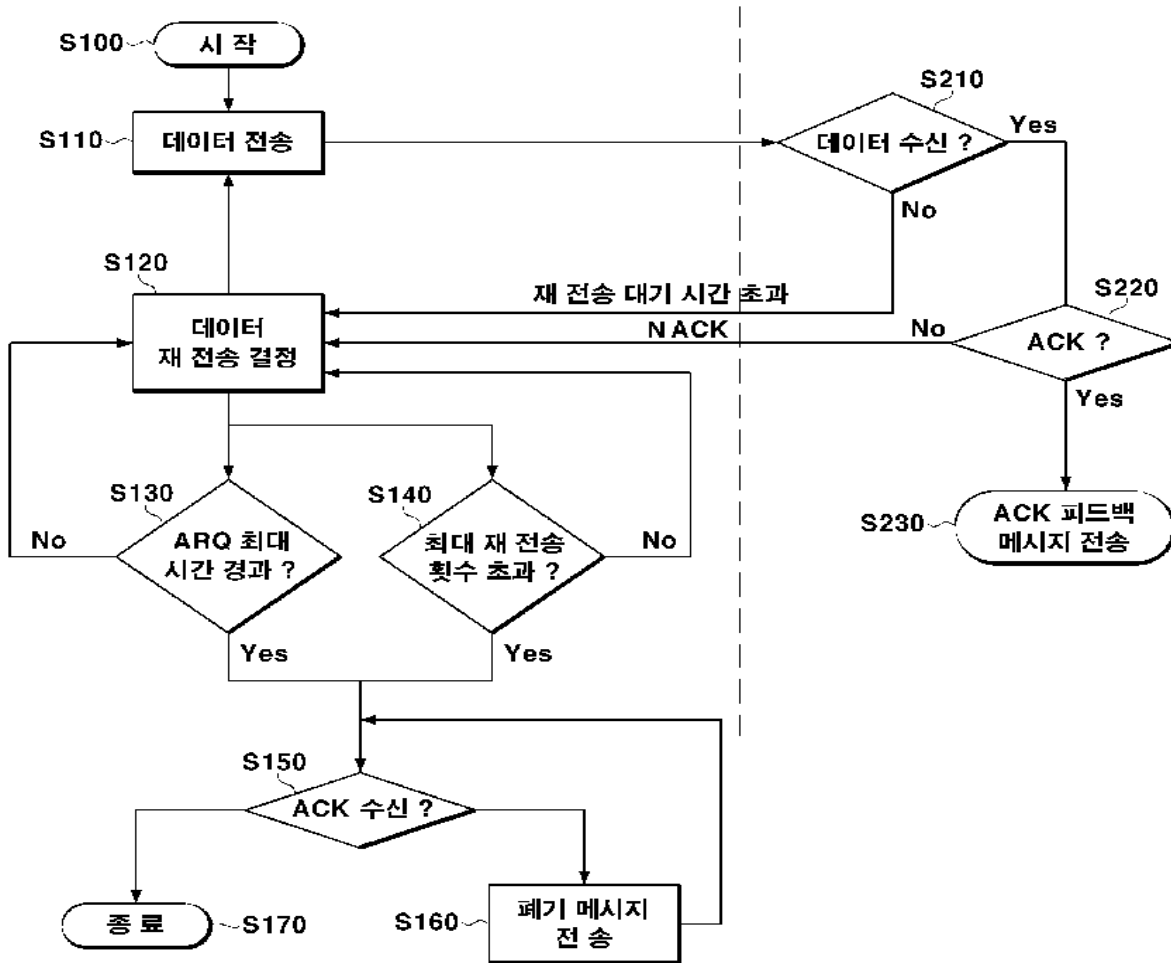 S100
시 작
S110
데이터 전송
S210
데이터 수신 ?
Yes
No
S120
데이터
재 전송 결정
재 전송 대기 시간 초과
NACK
No
S220
ACK ?
Yes
S130
ARQ 최대
시간 경과 ?
No
Yes
S140
최대 재 전송
횟수 초과 ?
No
Yes
S230
ACK 피드백
메시지 전송
S150
ACK 수신 ?
종 료
S170
S160
폐기 메시지
전 송